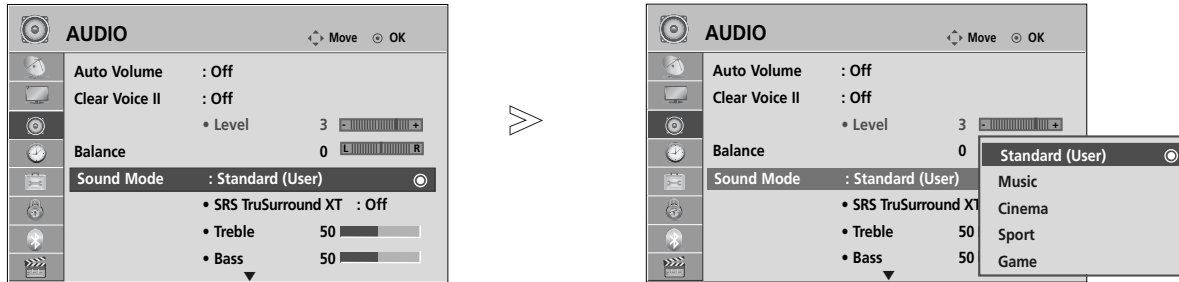 AUDIO
Move OK
Auto Volume : Off
Clear Voice II : Off
• Level 3 - +
Balance 0 L R
Sound Mode : Standard (User)
• SRS TruSurround XT : Off
• Treble 50
• Bass 50
>
AUDIO
Move OK
Auto Volume : Off
Clear Voice II : Off
• Level 3 - +
Balance 0
Sound Mode : Standard (User)
• SRS TruSurround XT
• Treble 50
• Bass 50
Standard (User)
Music
Cinema
Sport
Game